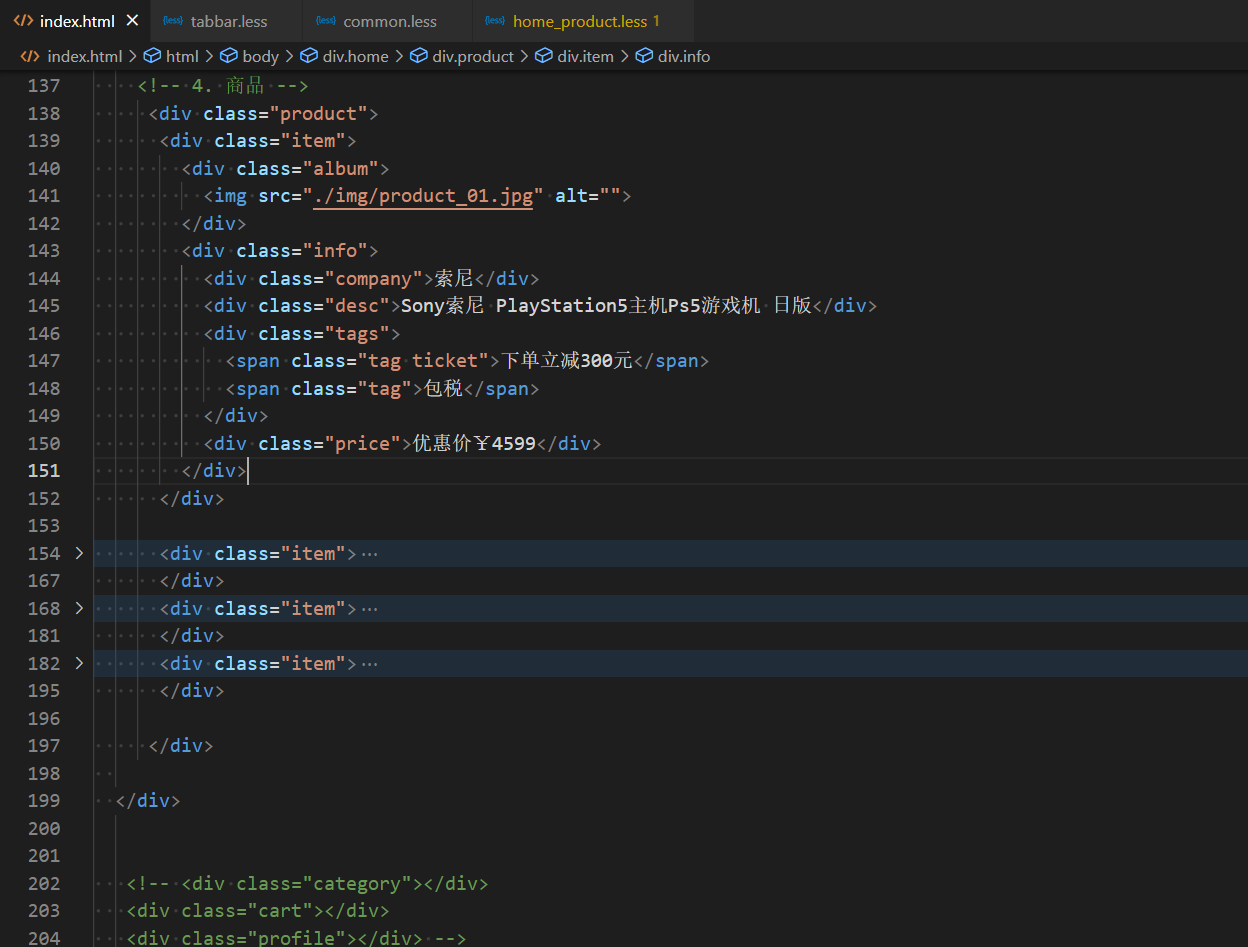 index.html tabbar.less common.less home_product.less 1
index.html > html > body > div.home > div.product > div.item > div.info
137 <!-- 4. 商品 -->
138 <div class="product">
139 <div class="item">
140 <div class="album">
141 <img src="./img/product_01.jpg" alt="">
142 </div>
143 <div class="info">
144 <div class="company">索尼</div>
145 <div class="desc">Sony索尼 PlayStation5主机Ps5游戏机 日版</div>
146 <div class="tags">
147 <span class="tag ticket">下单立减300元</span>
148 <span class="tag">包税</span>
149 </div>
150 <div class="price">优惠价￥4599</div>
151 </div>
152 </div>
153
154 <div class="item">⋯
167 </div>
168 <div class="item">⋯
181 </div>
182 <div class="item">⋯
195 </div>
196
197 </div>
198
199 </div>
200
201
202 <!-- <div class="category"></div>
203 <div class="cart"></div>
204 <div class="profile"></div> -->